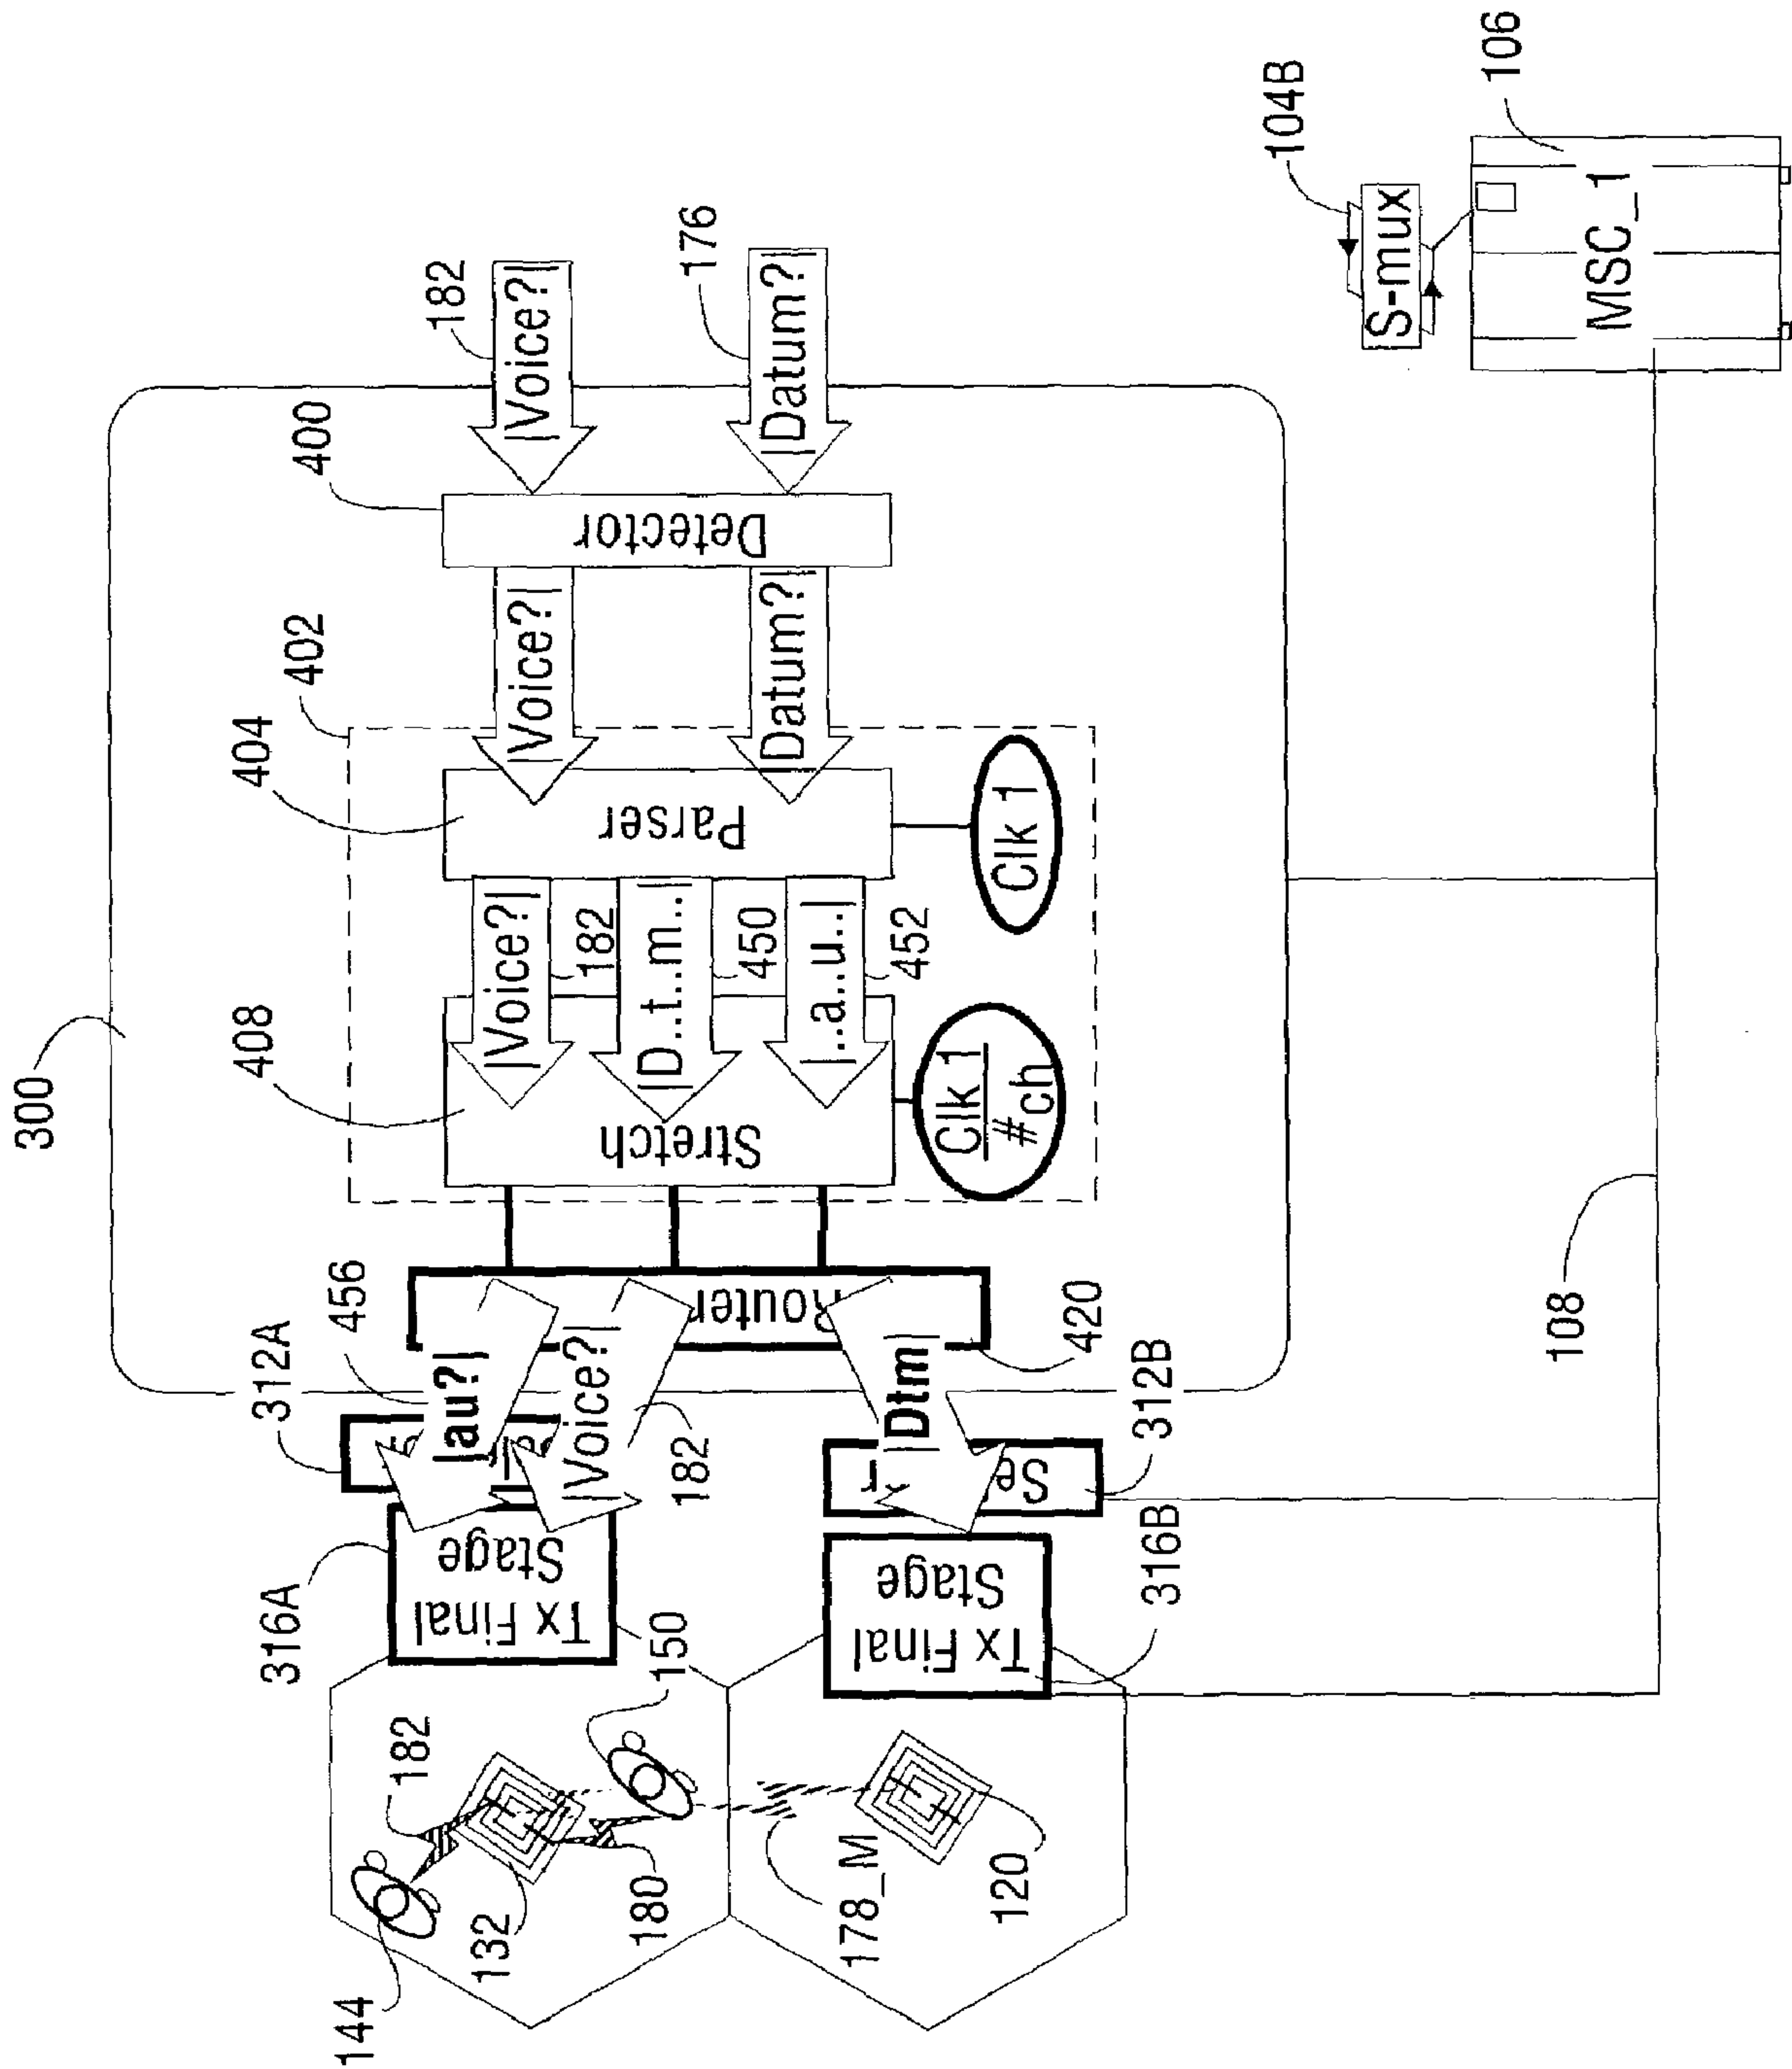 300
182
|Voice?|
176
|Datum?|
400
Detector
|Voice?|
|Datum?|
402
404
Parser
Clk 1
|Voice?|
182
|D..t..m..|
450
|..a..u..|
452
408
Stretch
Clk 1
# ch
Router
420
456
|au?|
|Voice?|
182
|Dtm|
312A
312B
Se
r
316A
Tx Final
Stage
316B
Tx Final
Stage
150
182
144
132
180
178_M
120
108
104B
S-mux
106
MSC_1